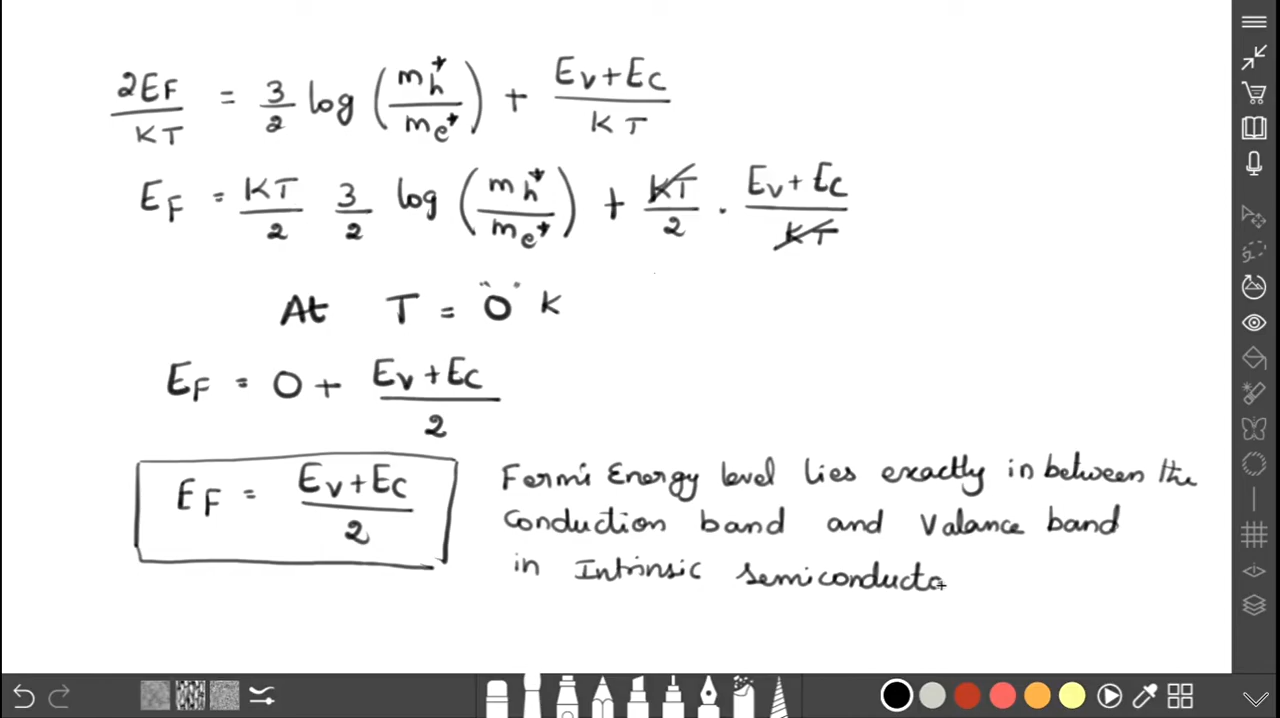 2EF/KT = 3/2 log (mh*/me*) + Ev+Ec/KT
EF = KT/2 3/2 log (mh*/me*) + KT/2 . Ev+Ec/KT
At T = "0" K
EF = 0 + Ev+Ec/2
EF = Ev+Ec/2
Fermi Energy level lies exactly in between the
Conduction band and Valance band
in Intrinsic semiconducto